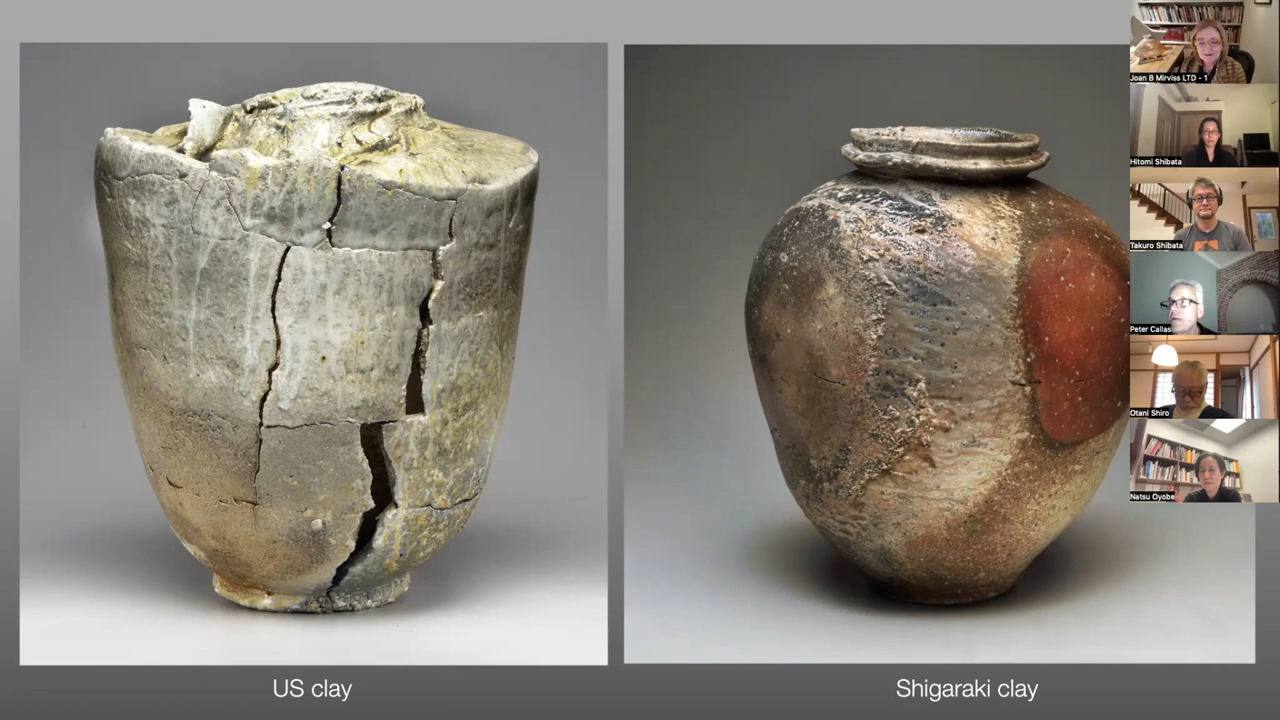 US clay
Shigaraki clay
Joan B Mirviss LTD - 1
Hitomi Shibata
Takuro Shibata
Peter Callas
Otani Shiro
Natsu Oyobe